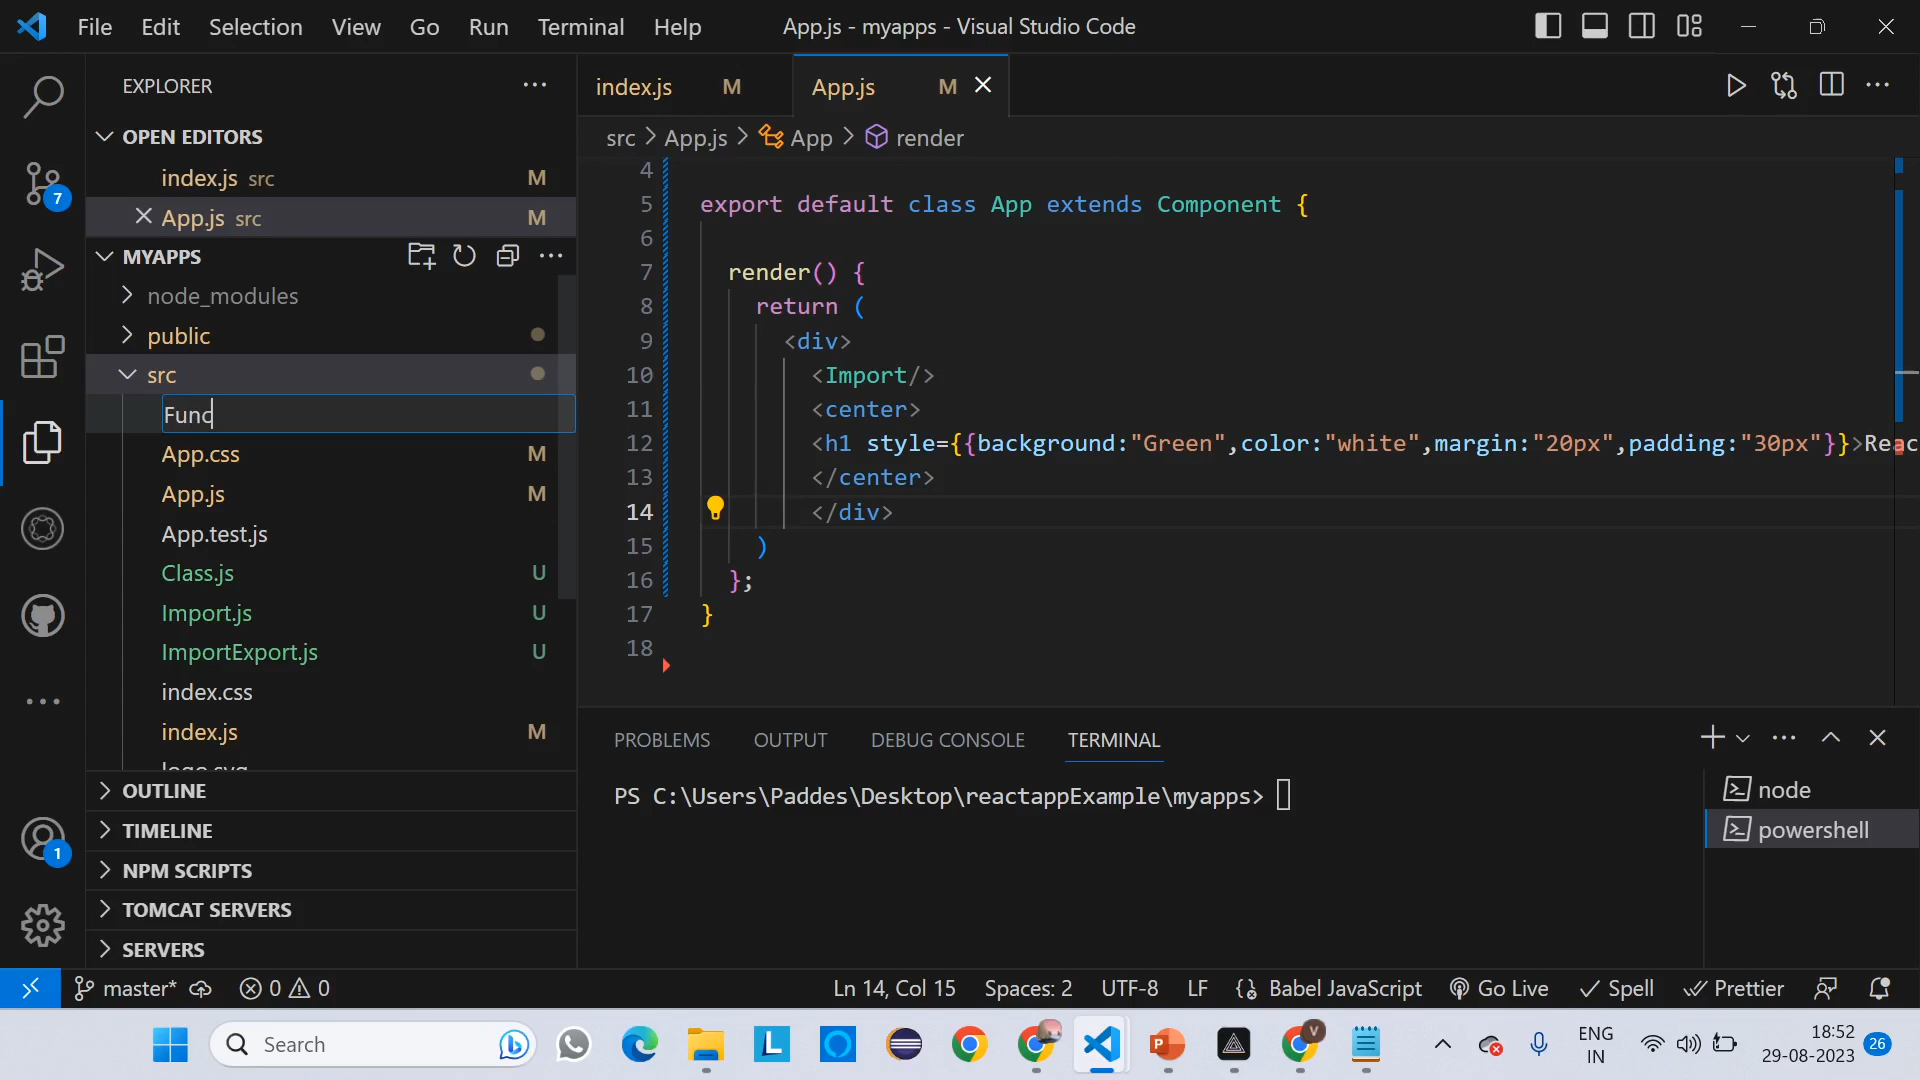 File Edit Selection View Go Run Terminal Help
App.js - myapps - Visual Studio Code
EXPLORER
OPEN EDITORS
index.js src M
App.js src M
MYAPPS
node_modules
public
src
Func
App.css M
App.js M
App.test.js
Class.js U
Import.js U
ImportExport.js U
index.css
index.js M
OUTLINE
TIMELINE
NPM SCRIPTS
TOMCAT SERVERS
SERVERS
7
1
index.js M
App.js M
src > App.js > App > render
4
5 export default class App extends Component {
6
7 render() {
8 return (
9 <div>
10 <Import/>
11 <center>
12 <h1 style={{background:"Green",color:"white",margin:"20px",padding:"30px"}}>Reac
13 </center>
14 </div>
15 )
16 };
17 }
18
PROBLEMS OUTPUT DEBUG CONSOLE TERMINAL
PS C:\Users\Paddes\Desktop\reactappExample\myapps>
node
powershell
master* 0 0
Ln 14, Col 15 Spaces: 2 UTF-8 LF Babel JavaScript Go Live Spell Prettier
Search
L
P
V
ENG
IN
18:52
29-08-2023
26